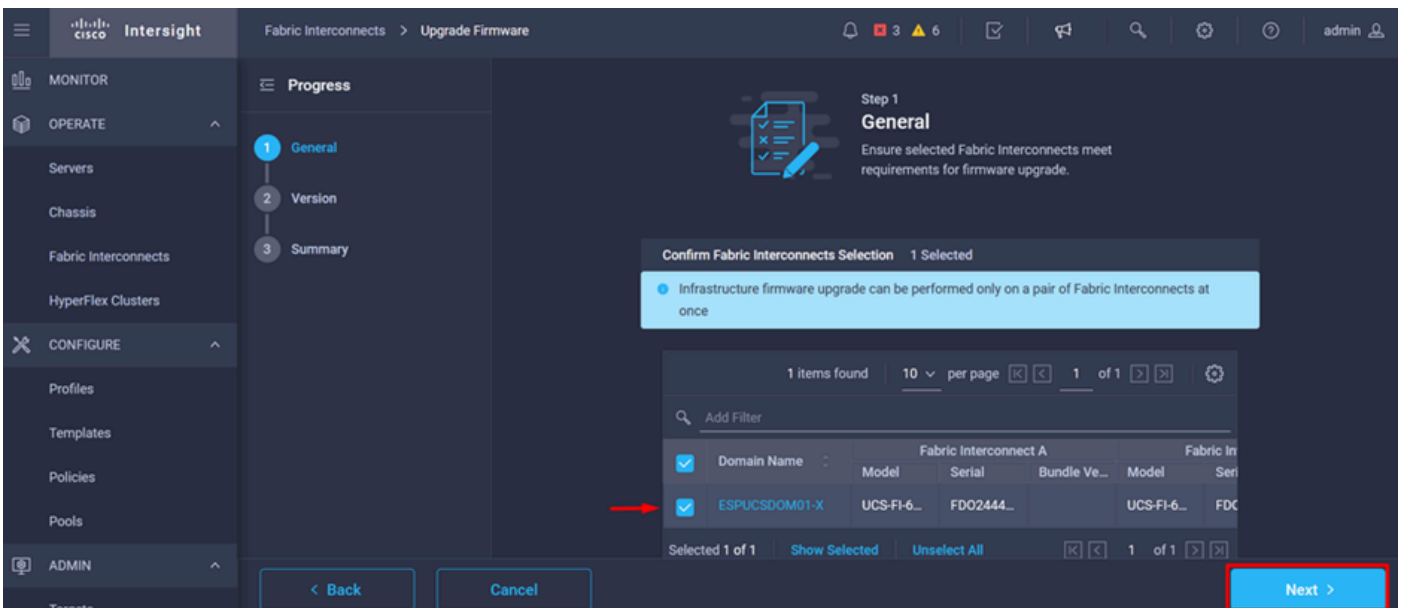 CISCO Intersight
Fabric Interconnects > Upgrade Firmware
3 6
admin
MONITOR
OPERATE
Servers
Chassis
Fabric Interconnects
HyperFlex Clusters
CONFIGURE
Profiles
Templates
Policies
Pools
ADMIN
Progress
1 General
2 Version
3 Summary
Step 1
General
Ensure selected Fabric Interconnects meet
requirements for firmware upgrade.
Confirm Fabric Interconnects Selection 1 Selected
Infrastructure firmware upgrade can be performed only on a pair of Fabric Interconnects at
once
1 items found 10 per page 1 of 1
Add Filter
Domain Name Fabric Interconnect A Fabric In
Model Serial Bundle Ve... Model Seri
ESPUCSDOM01-X UCS-FI-6... FDO2444... UCS-FI-6... FDO
Selected 1 of 1 Show Selected Unselect All 1 of 1
< Back Cancel Next >